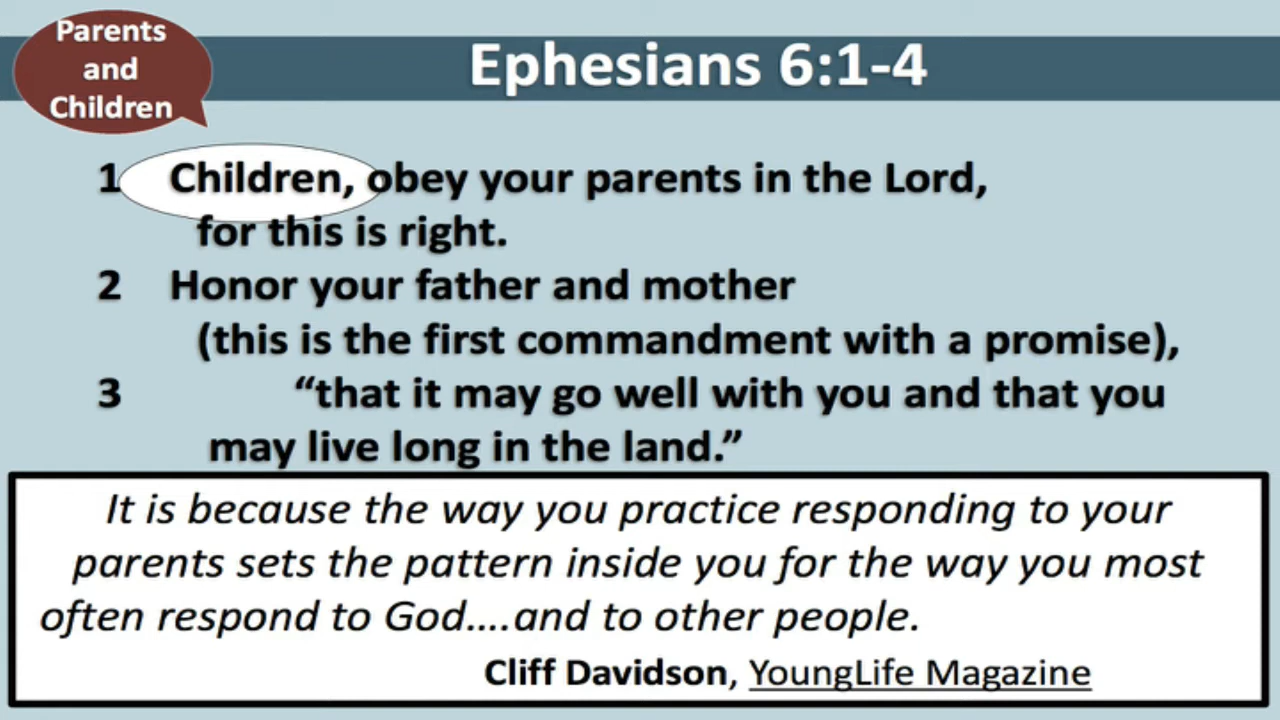 Parents
and
Children
Ephesians 6:1-4
1 Children, obey your parents in the Lord,
for this is right.
2 Honor your father and mother
(this is the first commandment with a promise),
3 “that it may go well with you and that you
may live long in the land.”
It is because the way you practice responding to your
parents sets the pattern inside you for the way you most
often respond to God....and to other people.
Cliff Davidson, YoungLife Magazine